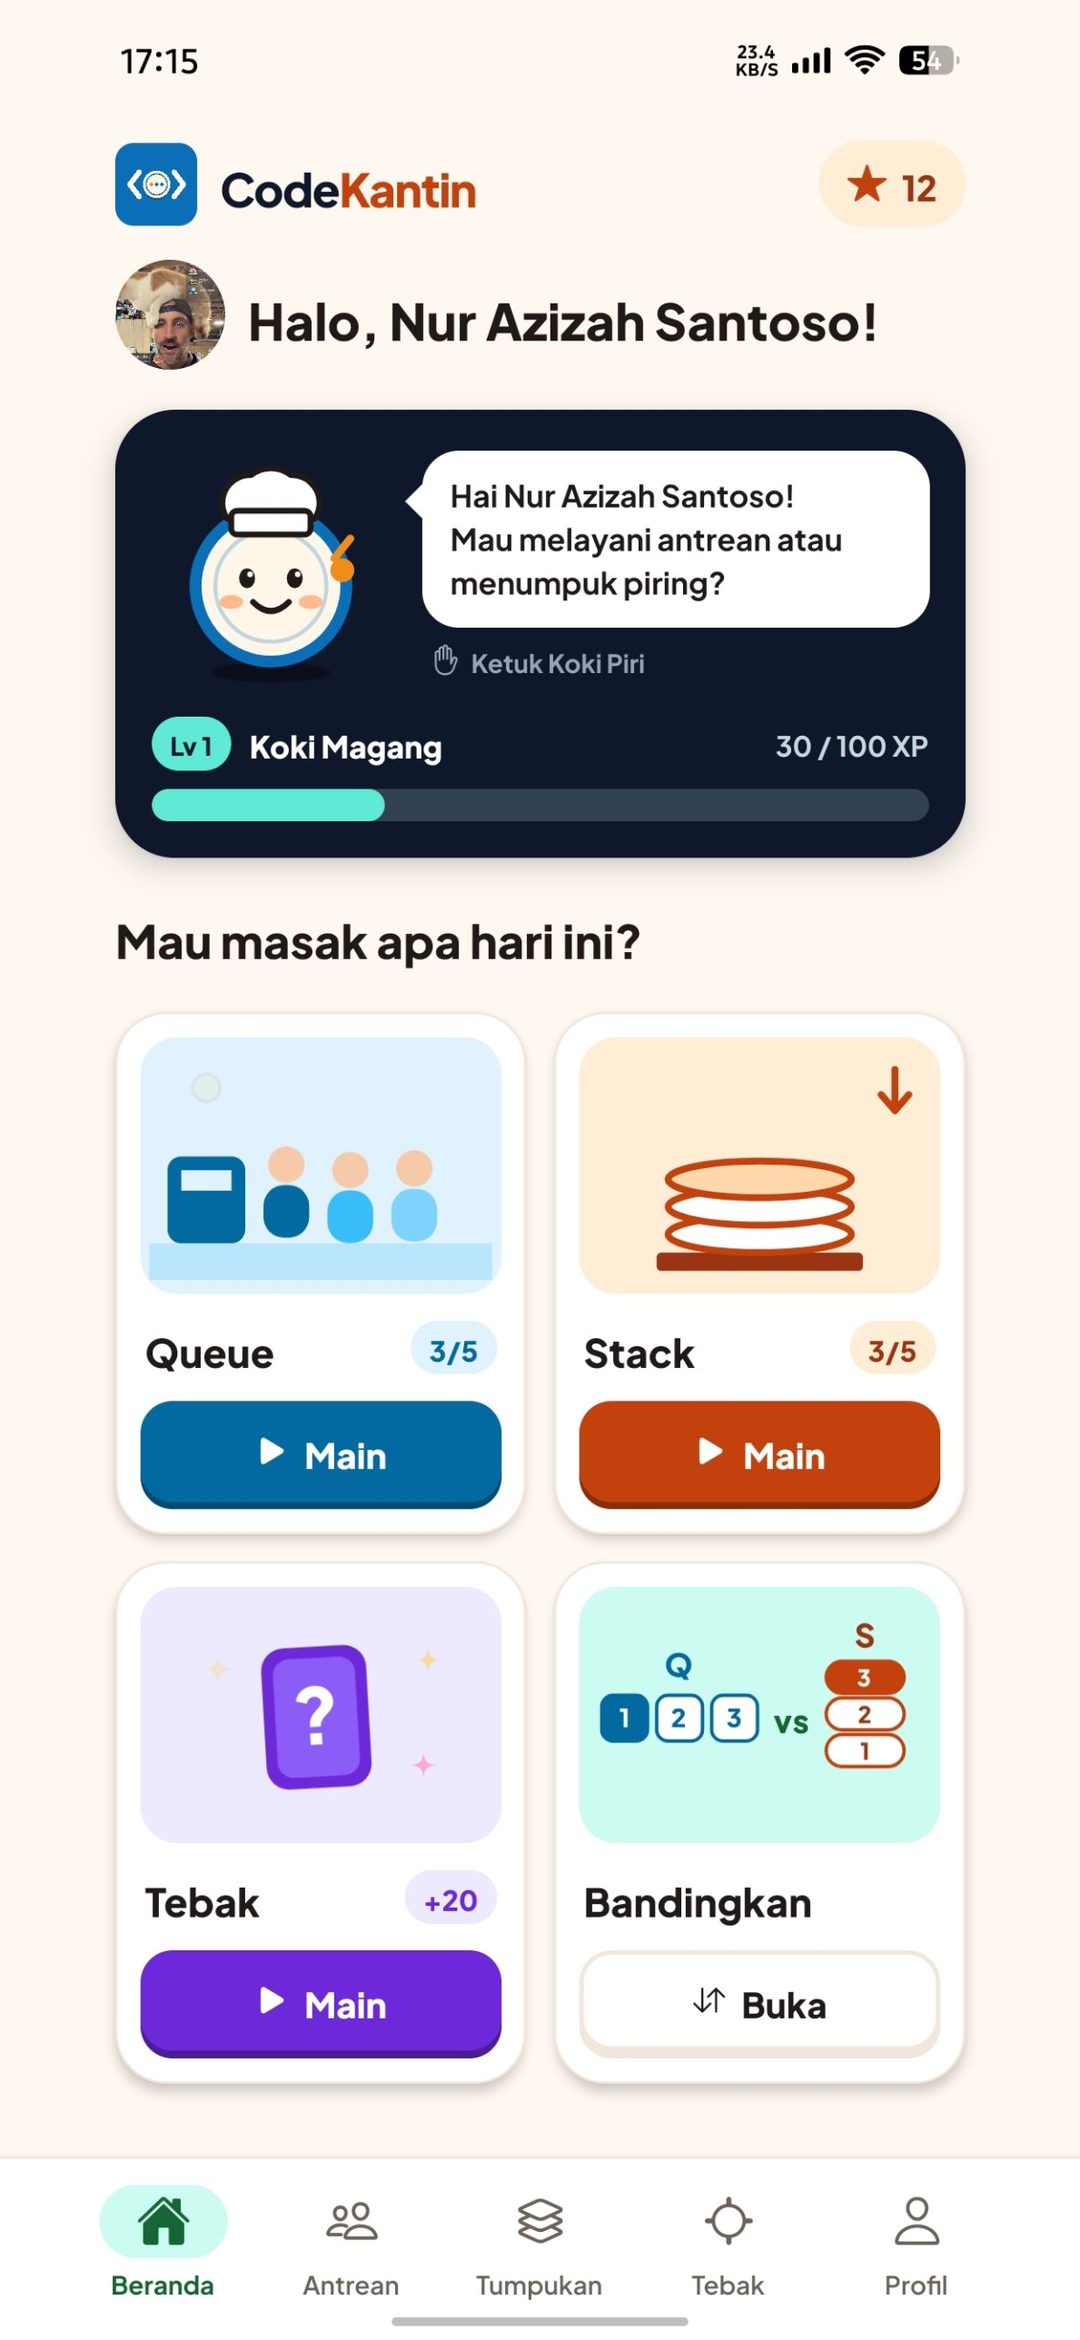 17:15
23.4
KB/S
54
CodeKantin
12
Halo, Nur Azizah Santoso!
Hai Nur Azizah Santoso!
Mau melayani antrean atau
menumpuk piring?
Ketuk Koki Piri
Lv 1 Koki Magang 30 / 100 XP
Mau masak apa hari ini?
Queue 3/5
Main
Stack 3/5
Main
?
Tebak +20
Main
Q
1 2 3
vs
S
3
2
1
Bandingkan
Buka
Beranda
Antrean
Tumpukan
Tebak
Profil